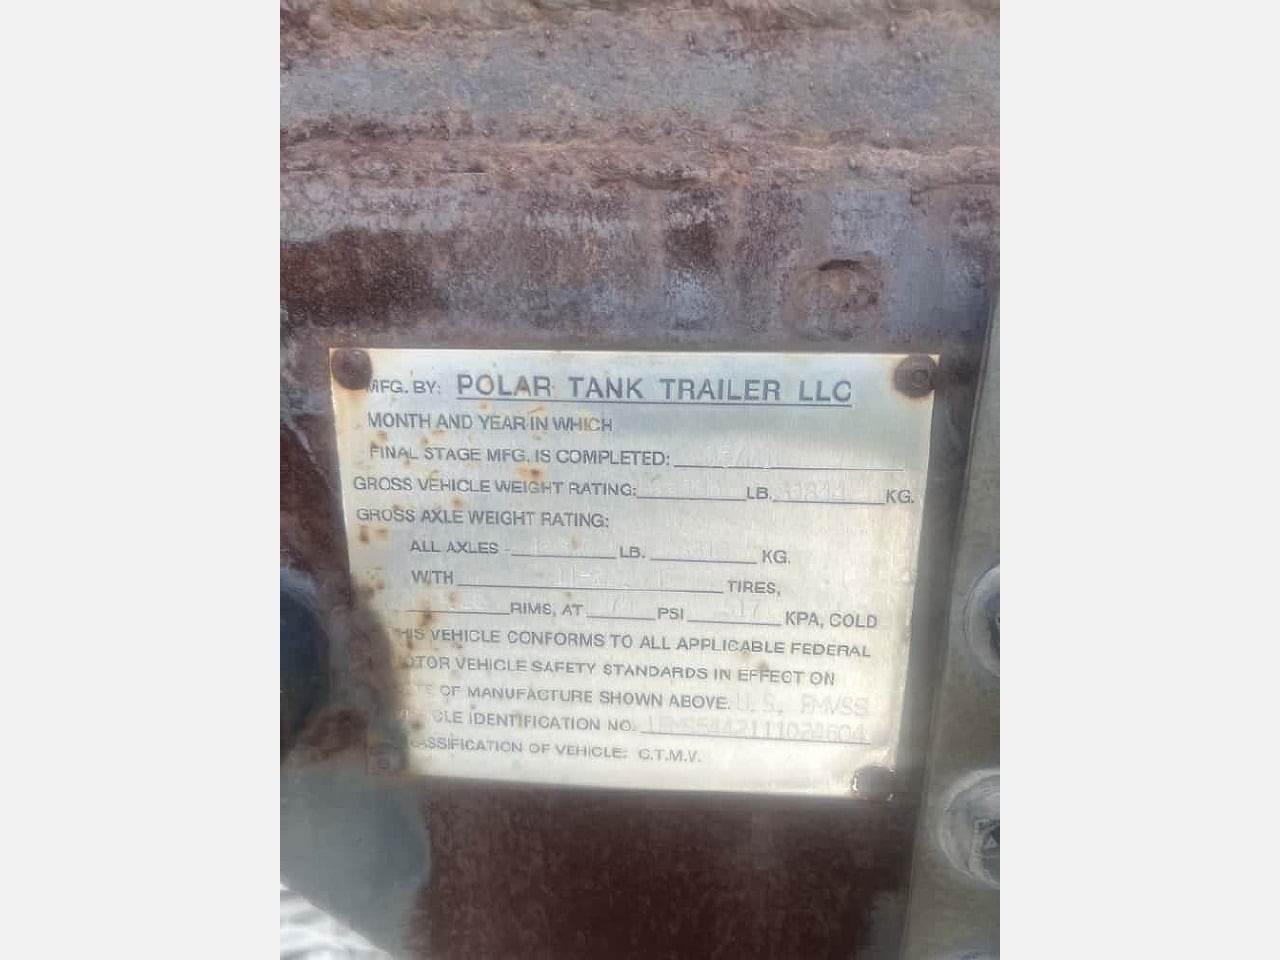 MFG. BY: POLAR TANK TRAILER LLC
MONTH AND YEAR IN WHICH
FINAL STAGE MFG. IS COMPLETED:
GROSS VEHICLE WEIGHT RATING: LB. KG.
GROSS AXLE WEIGHT RATING:
ALL AXLES - LB. KG.
WITH TIRES,
RIMS, AT PSI KPA, COLD
THIS VEHICLE CONFORMS TO ALL APPLICABLE FEDERAL
MOTOR VEHICLE SAFETY STANDARDS IN EFFECT ON
OF MANUFACTURE SHOWN ABOVE. U.S. FMVSS
VEHICLE IDENTIFICATION NO.
CLASSIFICATION OF VEHICLE: C.T.M.V.